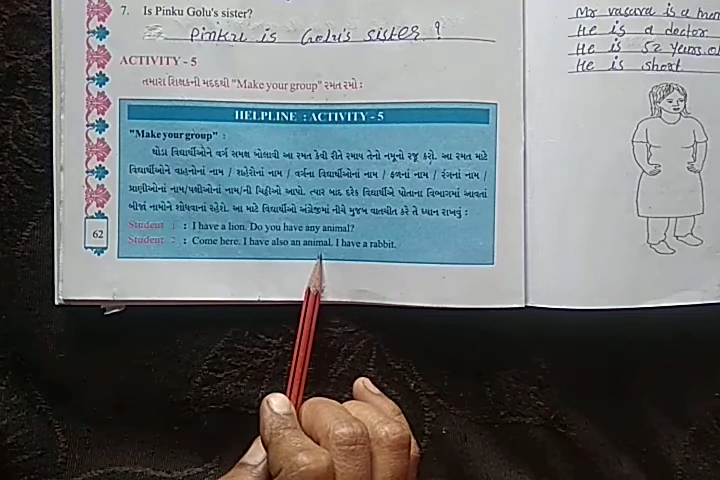 7. Is Pinku Golu's sister?
Pinku is Golu's sister ?
ACTIVITY - 5
તમારા શિક્ષકની મદદથી "Make your group" રમત રમો :
HELPLINE : ACTIVITY - 5
"Make your group" :
થોડા વિદ્યાર્થીઓને વર્ગ સમક્ષ બોલાવી આ રમત કેવી રીતે રમાય તેનો નમૂનો રજૂ કરો. આ રમત માટે
વિદ્યાર્થીઓને વાહનોનાં નામ / શહેરોનાં નામ / વર્ગના વિદ્યાર્થીઓનાં નામ / ફળનાં નામ / રંગનાં નામ /
પ્રાણીઓનાં નામ/પક્ષીઓનાં નામ/ની ચિઠ્ઠીઓ આપો. ત્યાર બાદ દરેક વિદ્યાર્થીએ પોતાના વિભાગમાં આવતાં
બીજાં નામોને શોધવાનાં રહેશે. આ માટે વિદ્યાર્થીઓ અંગ્રેજીમાં નીચે મુજબ વાતચીત કરે તે ધ્યાન રાખવું :
Student 1 : I have a lion. Do you have any animal?
Student 2 : Come here. I have also an animal. I have a rabbit.
62
Mr vasava is a
He is a doctor
He is 52 years
He is short